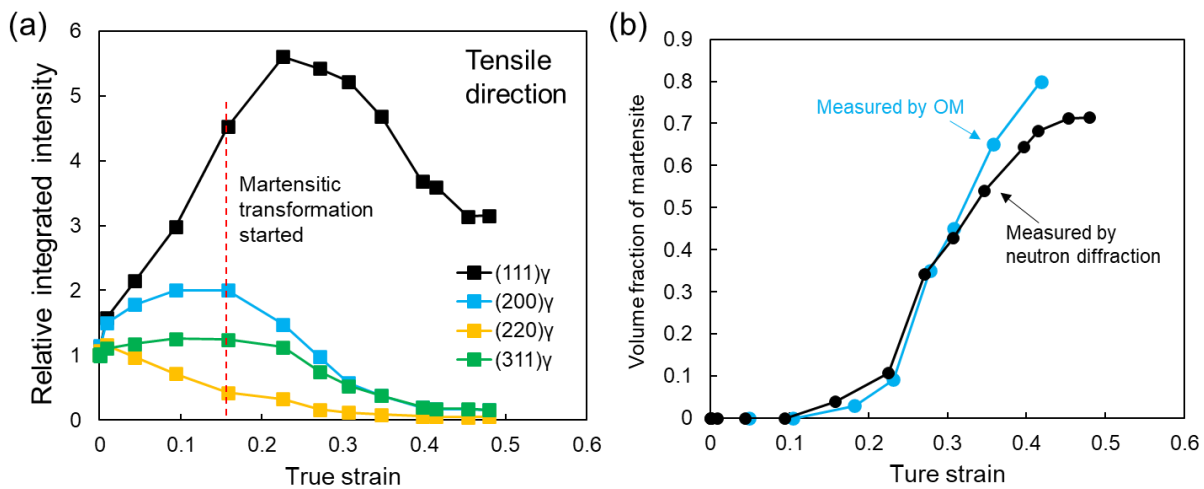 (a)
Relative integrated intensity
6
5
4
3
2
1
0
Tensile
direction
Martensitic
transformation
started
(111)γ
(200)γ
(220)γ
(311)γ
0
0.1
0.2
0.3
0.4
0.5
0.6
True strain
(b)
Volume fraction of martensite
0.9
0.8
0.7
0.6
0.5
0.4
0.3
0.2
0.1
0
Measured by OM
Measured by
neutron diffraction
0
0.1
0.2
0.3
0.4
0.5
0.6
Ture strain